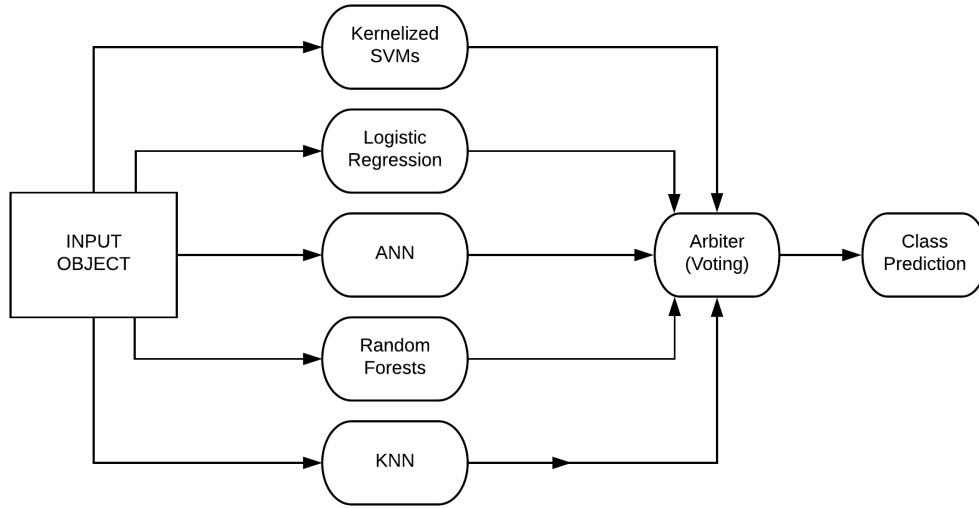 Kernelized
SVMs
Logistic
Regression
INPUT
OBJECT
ANN
Arbiter
(Voting)
Class
Prediction
Random
Forests
KNN